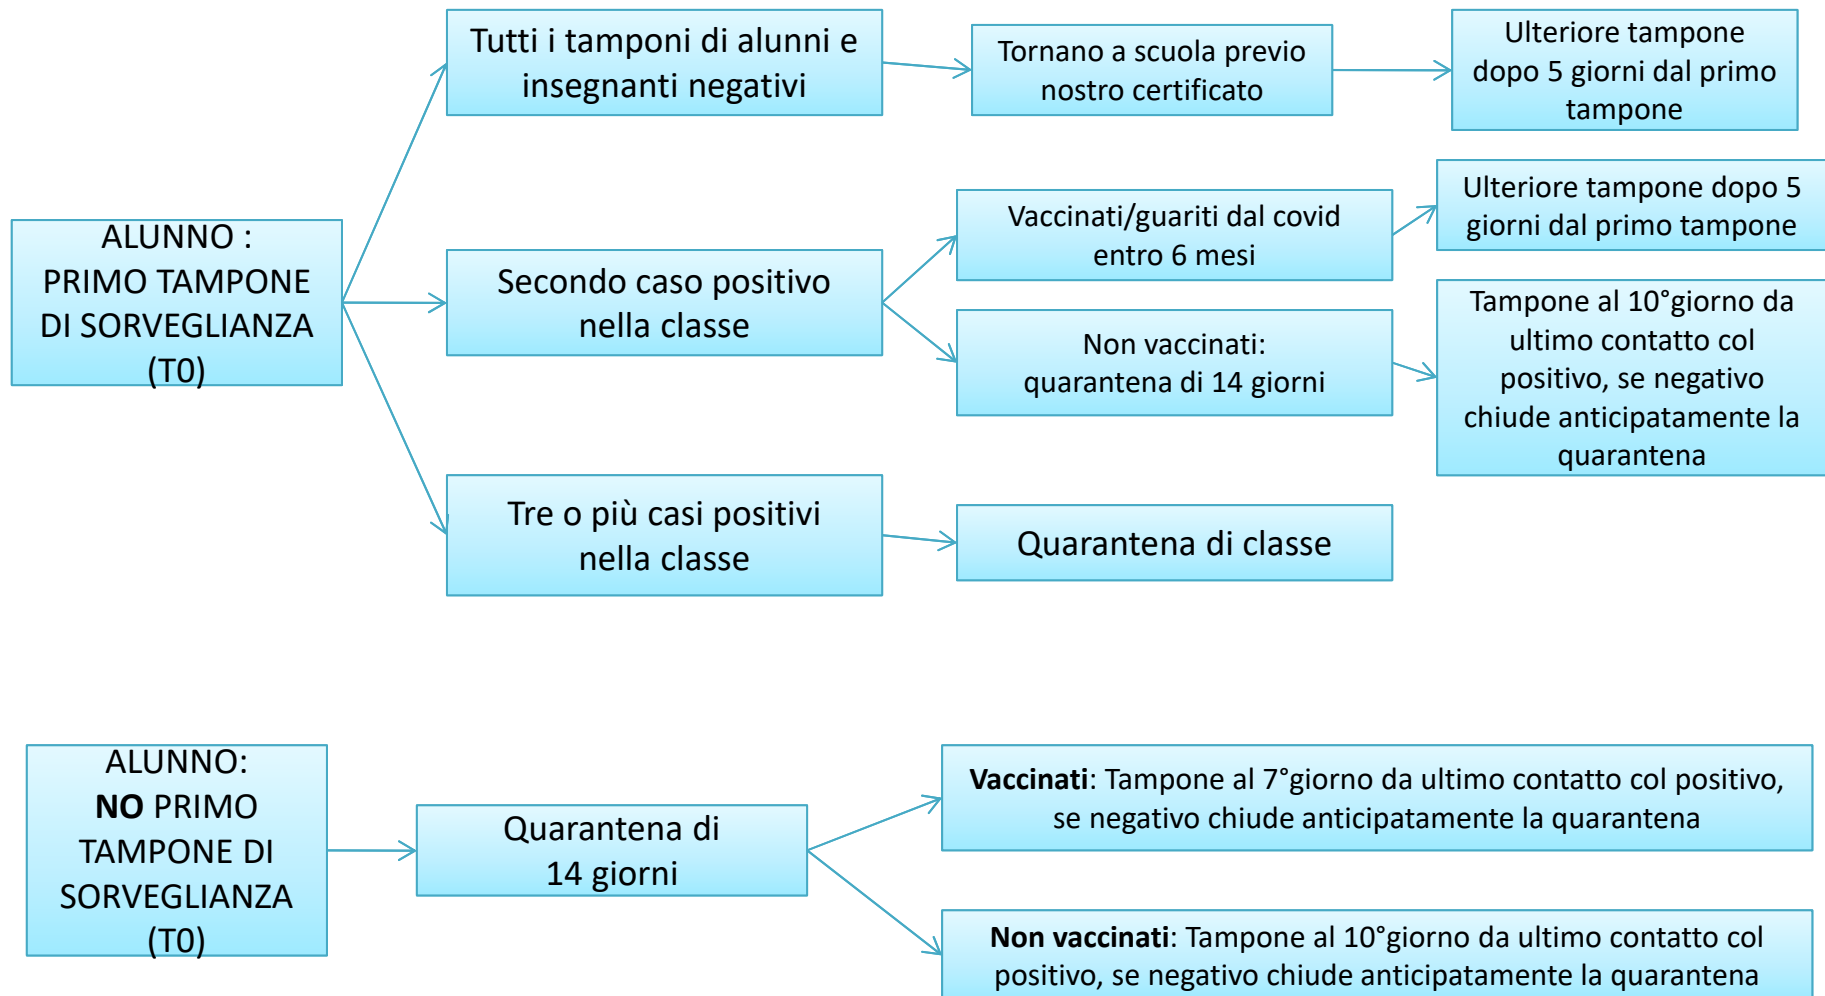 Tutti i tamponi di alunni e
insegnanti negativi
Tornano a scuola previo
nostro certificato
Ulteriore tampone
dopo 5 giorni dal primo
tampone
ALUNNO :
PRIMO TAMPONE
DI SORVEGLIANZA
(T0)
Secondo caso positivo
nella classe
Vaccinati/guariti dal covid
entro 6 mesi
Ulteriore tampone dopo 5
giorni dal primo tampone
Non vaccinati:
quarantena di 14 giorni
Tampone al 10°giorno da
ultimo contatto col
positivo, se negativo
chiude anticipatamente la
quarantena
Tre o più casi positivi
nella classe
Quarantena di classe
ALUNNO:
NO PRIMO
TAMPONE DI
SORVEGLIANZA
(T0)
Quarantena di
14 giorni
Vaccinati: Tampone al 7°giorno da ultimo contatto col positivo,
se negativo chiude anticipatamente la quarantena
Non vaccinati: Tampone al 10°giorno da ultimo contatto col
positivo, se negativo chiude anticipatamente la quarantena